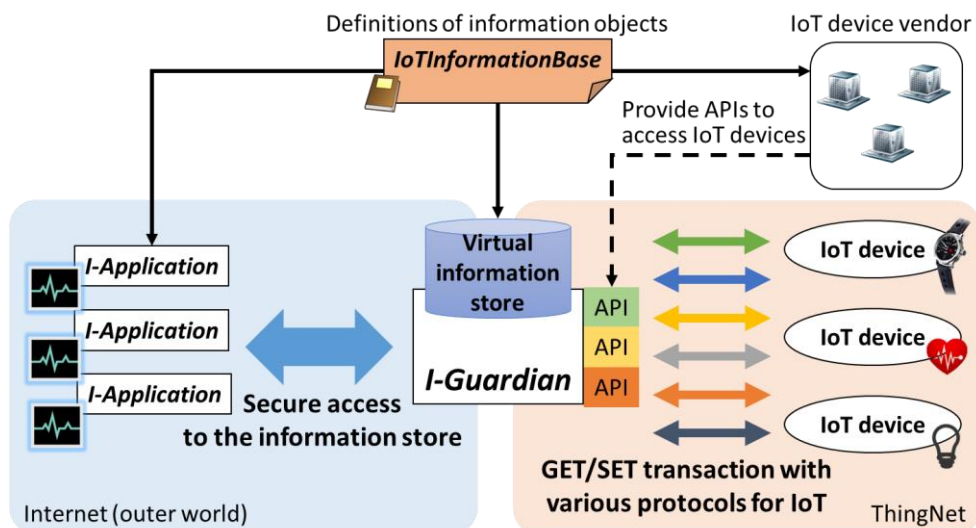 Definitions of information objects
IoTInformationBase
IoT device vendor
Provide APIs to
access IoT devices
I-Application
I-Application
I-Application
Secure access
to the information store
Internet (outer world)
Virtual
information
store
I-Guardian
API
API
API
IoT device
IoT device
IoT device
GET/SET transaction with
various protocols for IoT
ThingNet